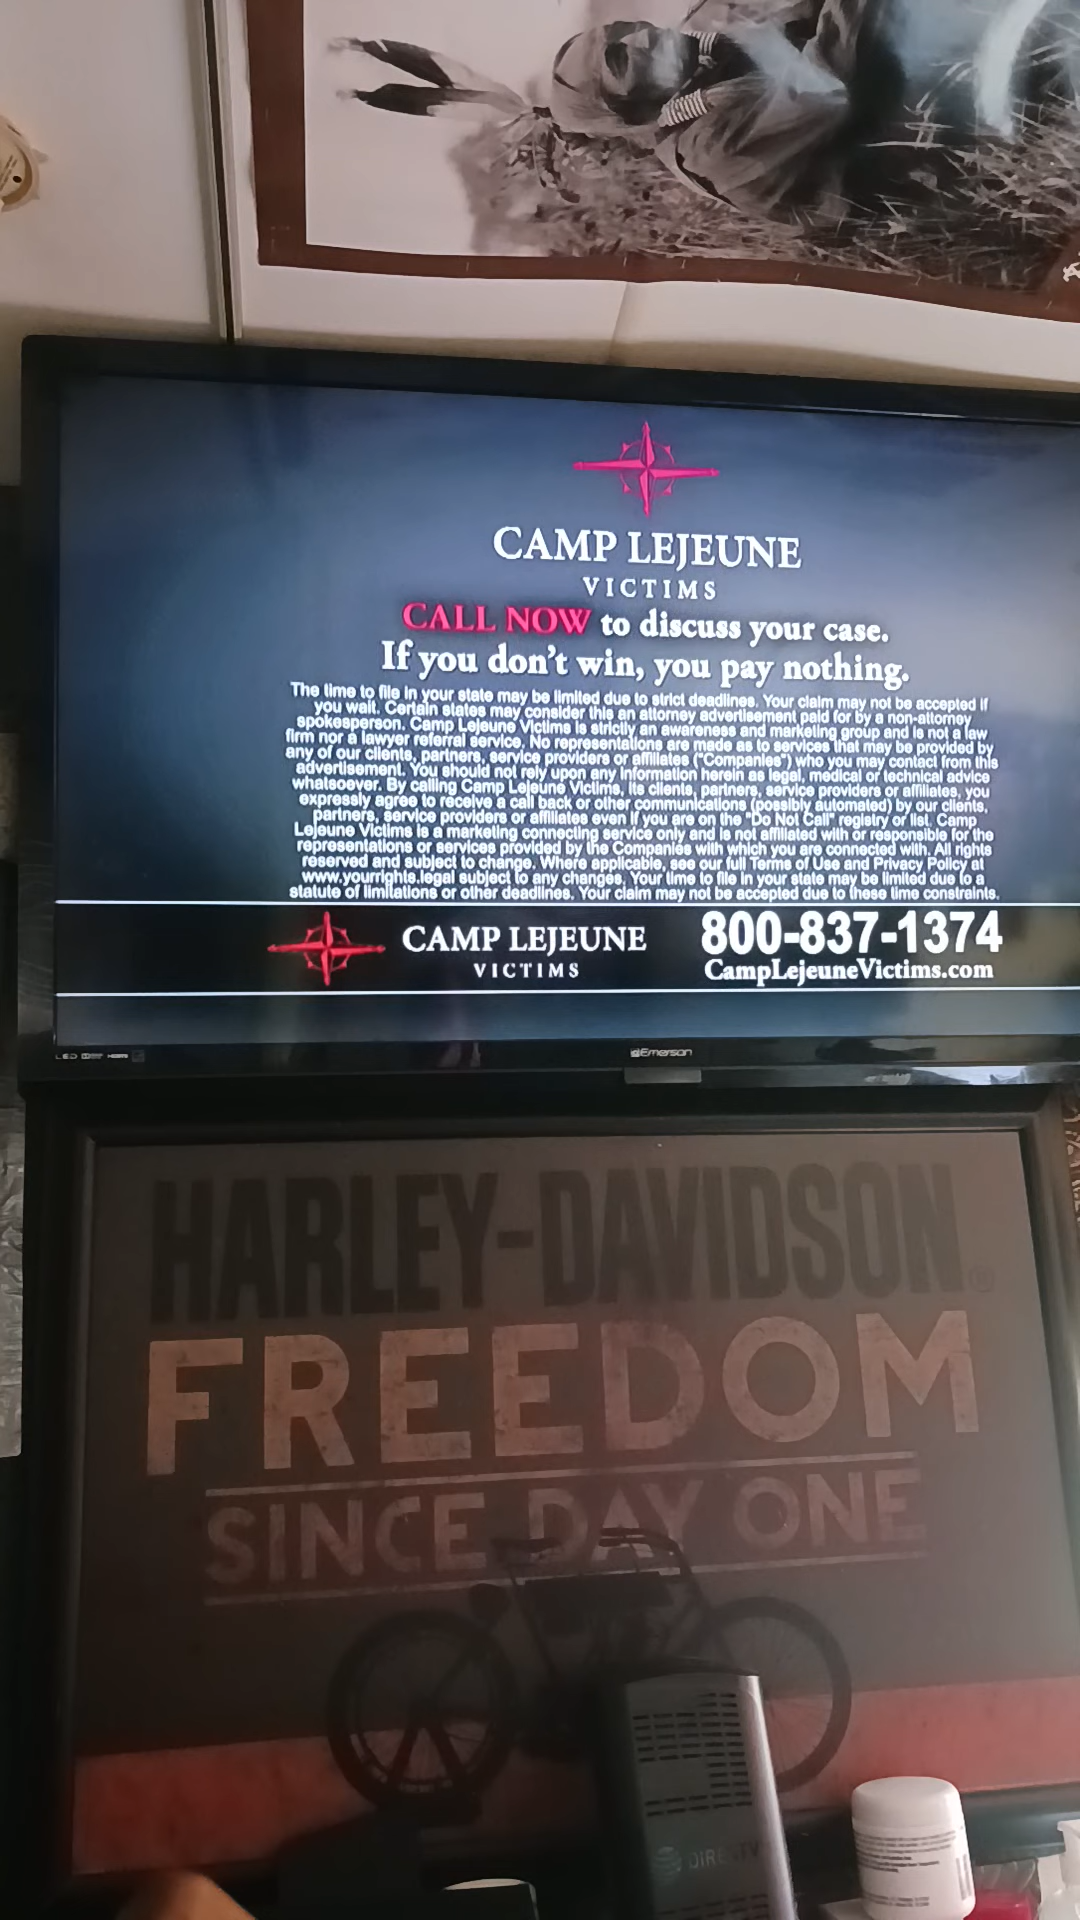 CAMP LEJEUNE
VICTIMS
CALL NOW to discuss your case.
If you don't win, you pay nothing.
The time to file in your state may be limited due to strict deadlines. Your claim may not be accepted if
you wait. Certain states may consider this an attorney advertisement paid for by a non-attorney
spokesperson. Camp Lejeune Victims is strictly an awareness and marketing group and is not a law
firm nor a lawyer referral service. No representations are made as to services that may be provided by
any of our clients, partners, service providers or affiliates ("Companies") who you may contact from this
advertisement. You should not rely upon any information herein as legal, medical or technical advice
whatsoever. By calling Camp Lejeune Victims, its clients, partners, service providers or affiliates, you
expressly agree to receive a call back or other communications (possibly automated) by our clients,
partners, service providers or affiliates even if you are on the "Do Not Call" registry or list. Camp
Lejeune Victims is a marketing connecting service only and is not affiliated with or responsible for the
representations or services provided by the Companies with which you are connected with. All rights
reserved and subject to change. Where applicable, see our full Terms of Use and Privacy Policy at
www.yourrights.legal subject to any changes. Your time to file in your state may be limited due to a
statute of limitations or other deadlines. Your claim may not be accepted due to these time constraints.
CAMP LEJEUNE
VICTIMS
800-837-1374
CampLejeuneVictims.com
LED HDMI
Emerson
HARLEY-DAVIDSON®
FREEDOM
SINCE DAY ONE
DIRECTV